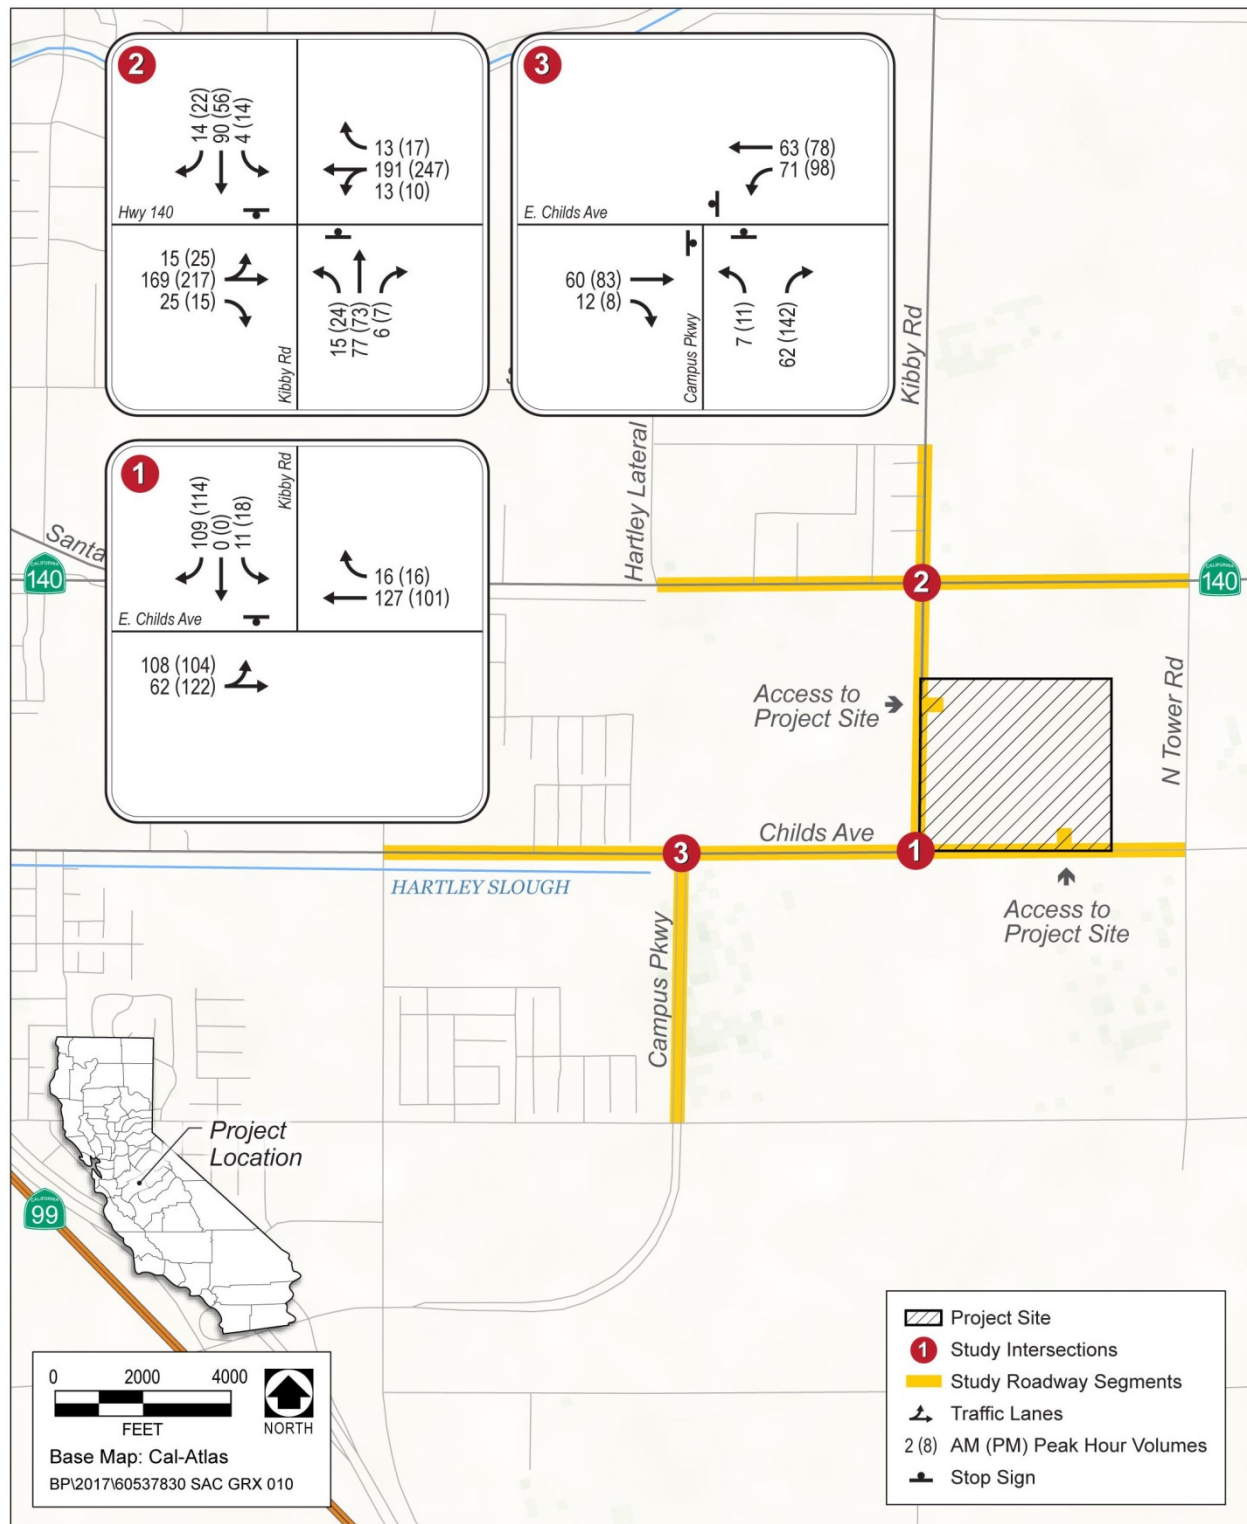 2
14 (22)
90 (56)
4 (14)
13 (17)
191 (247)
13 (10)
Hwy 140
15 (25)
169 (217)
25 (15)
15 (24)
77 (73)
6 (7)
Kibby Rd
3
63 (78)
71 (98)
E. Childs Ave
60 (83)
12 (8)
7 (11)
62 (142)
Campus Pkwy
1
109 (114)
0 (0)
11 (18)
Kibby Rd
16 (16)
127 (101)
E. Childs Ave
108 (104)
62 (122)
Kibby Rd
Hartley Lateral
Santa
CALIFORNIA
140
2
CALIFORNIA
140
Access to
Project Site
N Tower Rd
Childs Ave
3
1
HARTLEY SLOUGH
Access to
Project Site
Campus Pkwy
Project
Location
CALIFORNIA
99
0 2000 4000
FEET
NORTH
Base Map: Cal-Atlas
BP\2017\60537830 SAC GRX 010
Project Site
1 Study Intersections
Study Roadway Segments
Traffic Lanes
2 (8) AM (PM) Peak Hour Volumes
Stop Sign